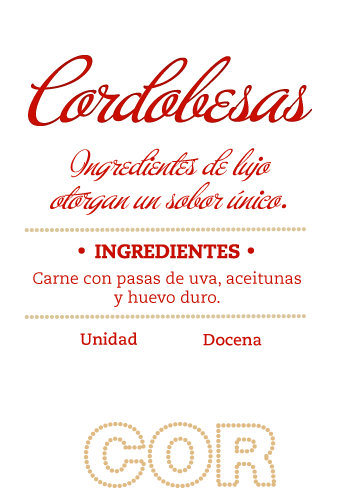 Cordobesas
Ingredientes de lujo
otorgan un sabor único.
• INGREDIENTES •
Carne con pasas de uva, aceitunas
y huevo duro.
Unidad Docena
COR